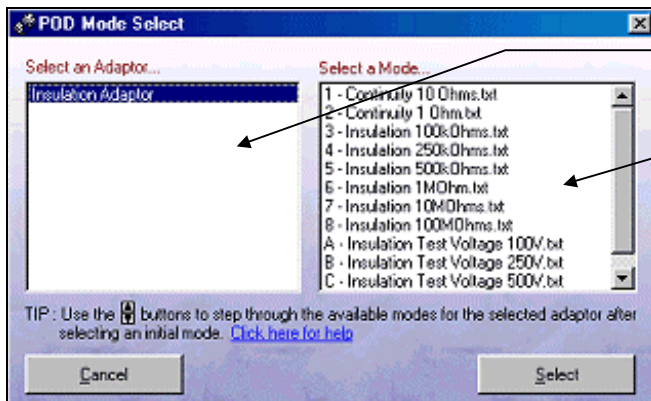 POD Mode Select
Select an Adaptor...
Insulation Adaptor
Select a Mode...
1 - Continuity 10 Ohms.txt
2 - Continuity 1 Ohm.txt
3 - Insulation 100kOhms.txt
4 - Insulation 250kOhms.txt
5 - Insulation 500kOhms.txt
6 - Insulation 1MOhm.txt
7 - Insulation 10MOhms.txt
8 - Insulation 100MOhms.txt
A - Insulation Test Voltage 100V.txt
B - Insulation Test Voltage 250V.txt
C - Insulation Test Voltage 500V.txt
TIP : Use the buttons to step through the available modes for the selected adaptor after
selecting an initial mode. Click here for help
Cancel
Select